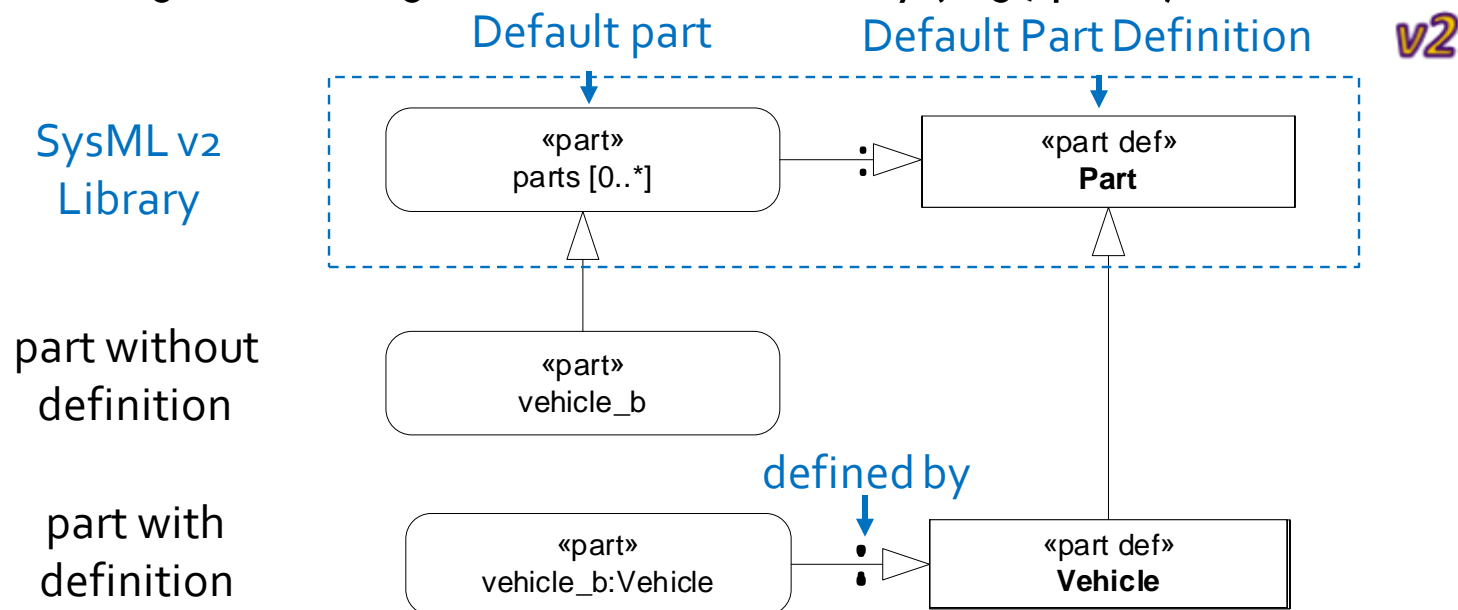 Default part
Default Part Definition
v2
SysML v2
Library
«part»
parts [0..*]
:
«part def»
Part
part without
definition
«part»
vehicle_b
defined by
part with
definition
«part»
vehicle_b:Vehicle
:
«part def»
Vehicle